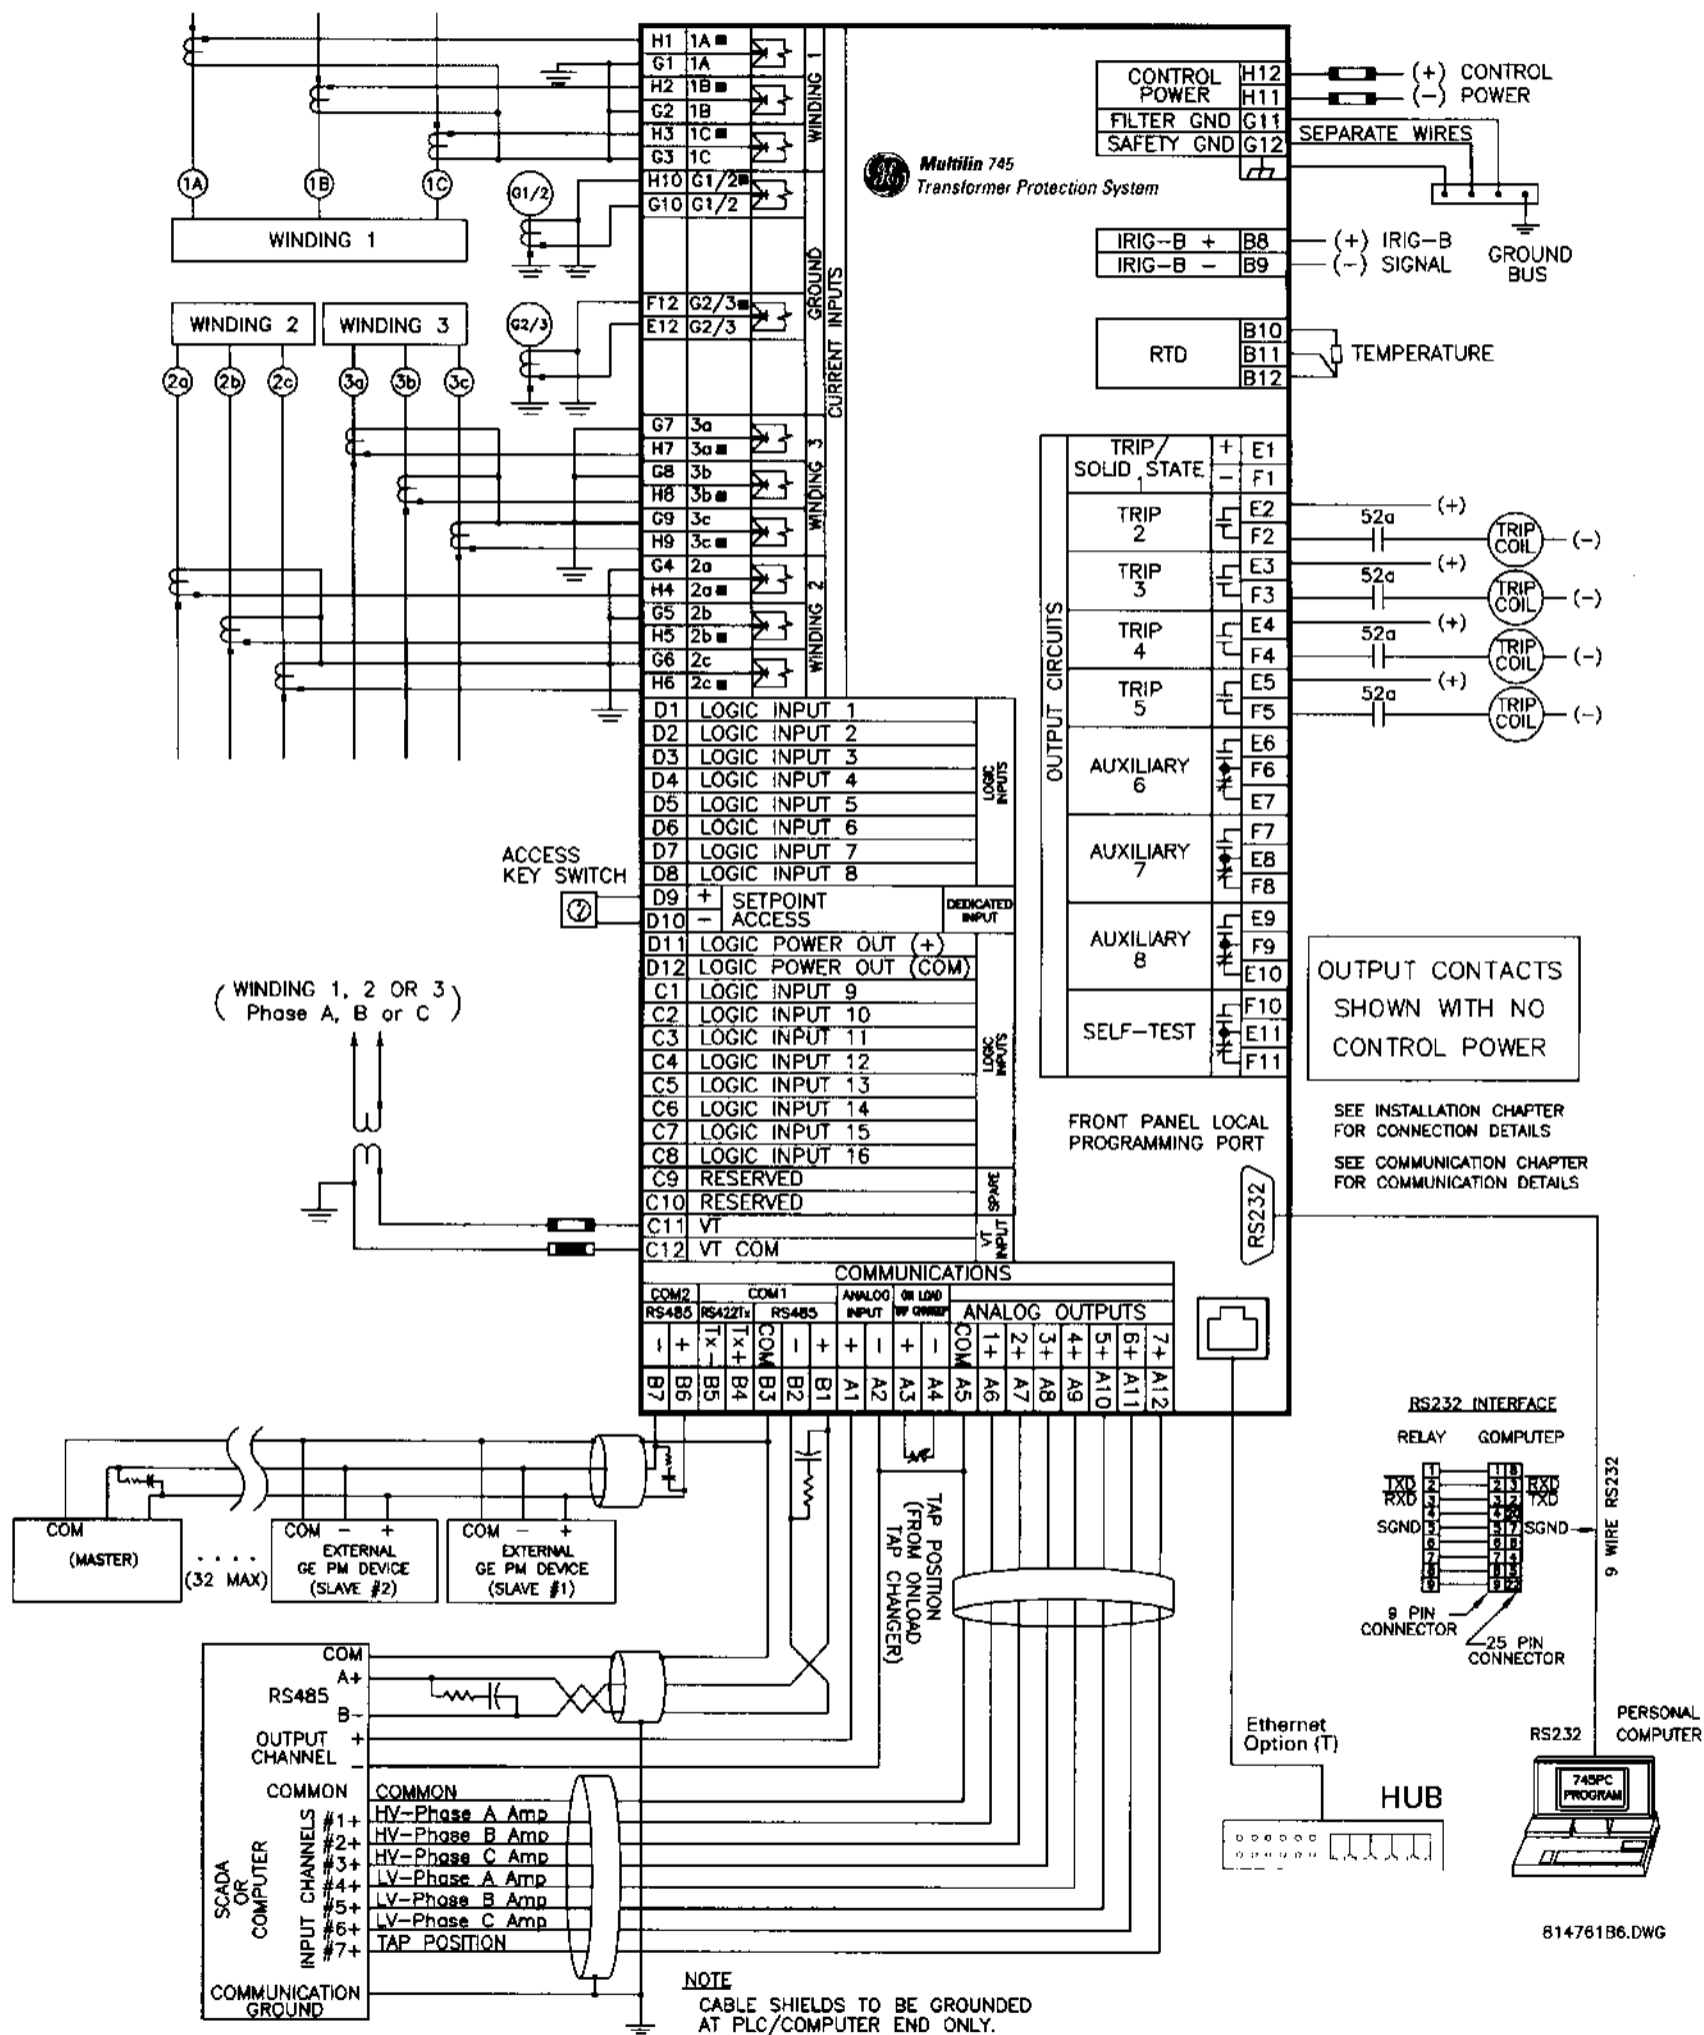 H1 1A
G1 1A
H2 1B
G2 1B
H3 1C
G3 1C
WINDING 1
H10 G1/2
G10 G1/2
F12 G2/3
E12 G2/3
GROUND
CURRENT INPUTS
G7 3a
H7 3a
G8 3b
H8 3b
G9 3c
H9 3c
WINDING 3
G4 2a
H4 2a
G5 2b
H5 2b
G6 2c
H6 2c
WINDING 2
1A 1B 1C
WINDING 1
G1/2
WINDING 2 WINDING 3
G2/3
2a 2b 2c 3a 3b 3c
GE Multilin 745
Transformer Protection System
CONTROL POWER H12 (+) CONTROL
H11 (-) POWER
FILTER GND G11
SAFETY GND G12
SEPARATE WIRES
GROUND
BUS
IRIG-B + B8 (+) IRIG-B
IRIG-B - B9 (-) SIGNAL
RTD
B10
B11
B12
TEMPERATURE
OUTPUT CIRCUITS
TRIP/ SOLID STATE 1
+ E1
- F1
TRIP 2
E2 (+)
F2 52a TRIP COIL (-)
TRIP 3
E3 (+)
F3 52a TRIP COIL (-)
TRIP 4
E4 (+)
F4 52a TRIP COIL (-)
TRIP 5
E5 (+)
F5 52a TRIP COIL (-)
AUXILIARY 6
E6
F6
E7
AUXILIARY 7
F7
E8
F8
AUXILIARY 8
E9
F9
E10
SELF-TEST
F10
E11
F11
OUTPUT CONTACTS
SHOWN WITH NO
CONTROL POWER
SEE INSTALLATION CHAPTER
FOR CONNECTION DETAILS
SEE COMMUNICATION CHAPTER
FOR COMMUNICATION DETAILS
D1 LOGIC INPUT 1
D2 LOGIC INPUT 2
D3 LOGIC INPUT 3
D4 LOGIC INPUT 4
D5 LOGIC INPUT 5
D6 LOGIC INPUT 6
D7 LOGIC INPUT 7
D8 LOGIC INPUT 8
LOGIC INPUTS
ACCESS
KEY SWITCH
D9 + SETPOINT
D10 - ACCESS
DEDICATED INPUT
D11 LOGIC POWER OUT (+)
D12 LOGIC POWER OUT (COM)
C1 LOGIC INPUT 9
C2 LOGIC INPUT 10
C3 LOGIC INPUT 11
C4 LOGIC INPUT 12
C5 LOGIC INPUT 13
C6 LOGIC INPUT 14
C7 LOGIC INPUT 15
C8 LOGIC INPUT 16
LOGIC INPUTS
C9 RESERVED
C10 RESERVED
SPARE
C11 VT
C12 VT COM
VT INPUT
(WINDING 1, 2 OR 3
Phase A, B or C)
FRONT PANEL LOCAL
PROGRAMMING PORT
RS232
COMMUNICATIONS
COM2 COM1 ANALOG INPUT ON LOAD TAP CHANGER ANALOG OUTPUTS
RS485 RS422Tx RS485
- + Tx- Tx+ COM - + + - + - COM 1+ 2+ 3+ 4+ 5+ 6+ 7+
B7 B6 B5 B4 B3 B2 B1 A1 A2 A3 A4 A5 A6 A7 A8 A9 A10 A11 A12
COM
(MASTER)
(32 MAX)
COM - +
EXTERNAL
GE PM DEVICE
(SLAVE #2)
COM - +
EXTERNAL
GE PM DEVICE
(SLAVE #1)
TAP POSITION
(FROM ONLOAD
TAP CHANGER)
RS232 INTERFACE
RELAY GOMPUTEP
TXD RXD
RXD TXD
SGND SGND
9 PIN
CONNECTOR
25 PIN
CONNECTOR
9 WIRE RS232
SCADA
OR
COMPUTER
COM
RS485
A+
B-
OUTPUT +
CHANNEL -
COMMON COMMON
INPUT CHANNELS
#1+ HV-Phase A Amp
#2+ HV-Phase B Amp
#3+ HV-Phase C Amp
#4+ LV-Phase A Amp
#5+ LV-Phase B Amp
#6+ LV-Phase C Amp
#7+ TAP POSITION
COMMUNICATION
GROUND
NOTE
CABLE SHIELDS TO BE GROUNDED
AT PLC/COMPUTER END ONLY.
Ethernet
Option (T)
HUB
RS232
PERSONAL
COMPUTER
745PC
PROGRAM
814761B6.DWG